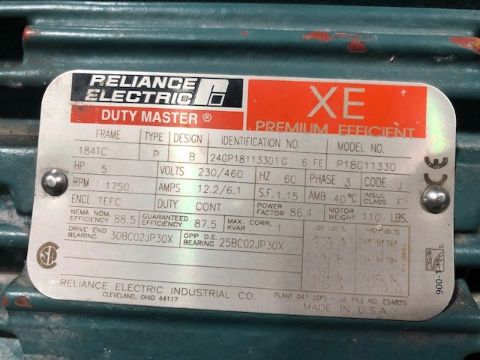 RELIANCE
ELECTRIC
DUTY MASTER®
XE
PREMIUM EFFICIENT
FRAME TYPE DESIGN IDENTIFICATION NO. MODEL NO.
184TC P B 24GP18113301G 6 FE P18G1133D
HP 5 VOLTS 230/460 HZ 60 PHASE 3 CODE J
RPM 1750 AMPS 12.2/6.1 S.F. 1.15 AMB 40°C INSUL CLASS F
ENCL TEFC DUTY CONT POWER FACTOR 86.4 MOTOR WEIGHT 110 LBS.
NEMA NOM. EFFICIENCY 88.5 GUARANTEED EFFICIENCY 87.5 MAX. CORR. KVAR
DRIVE END BEARING 30BC02JP30X OPP D.E. BEARING 25BC02JP30X
RELIANCE ELECTRIC INDUSTRIAL CO.
CLEVELAND, OHIO 44117
MADE IN U.S.A.
CE
900-1